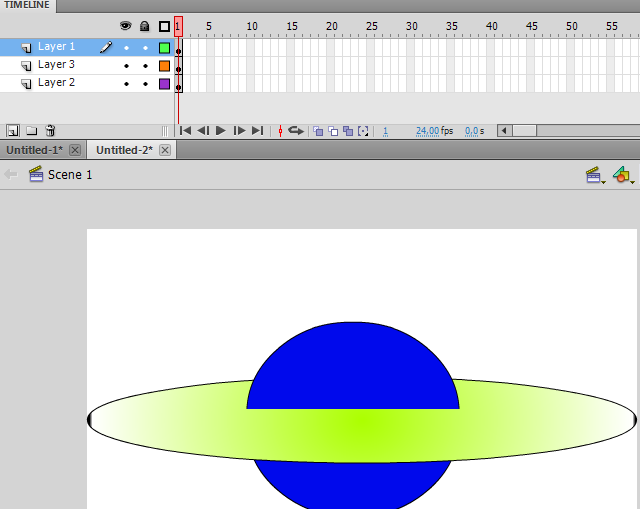 TIMELINE
1 5 10 15 20 25 30 35 40 45 50 55
Layer 1
Layer 3
Layer 2
1 24.00 fps 0.0 s
Untitled-1* Untitled-2*
Scene 1